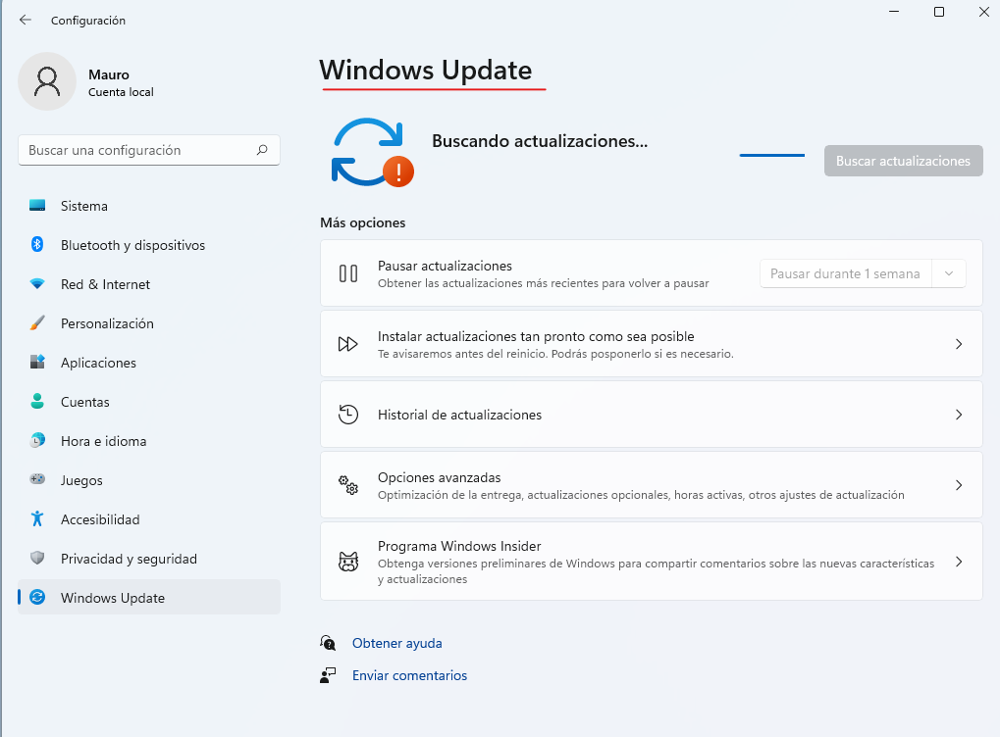 Configuración
Mauro
Cuenta local
Buscar una configuración
Sistema
Bluetooth y dispositivos
Red & Internet
Personalización
Aplicaciones
Cuentas
Hora e idioma
Juegos
Accesibilidad
Privacidad y seguridad
Windows Update
Windows Update
Buscando actualizaciones...
Buscar actualizaciones
Más opciones
Pausar actualizaciones
Obtener las actualizaciones más recientes para volver a pausar
Pausar durante 1 semana
Instalar actualizaciones tan pronto como sea posible
Te avisaremos antes del reinicio. Podrás posponerlo si es necesario.
Historial de actualizaciones
Opciones avanzadas
Optimización de la entrega, actualizaciones opcionales, horas activas, otros ajustes de actualización
Programa Windows Insider
Obtenga versiones preliminares de Windows para compartir comentarios sobre las nuevas características
y actualizaciones
Obtener ayuda
Enviar comentarios